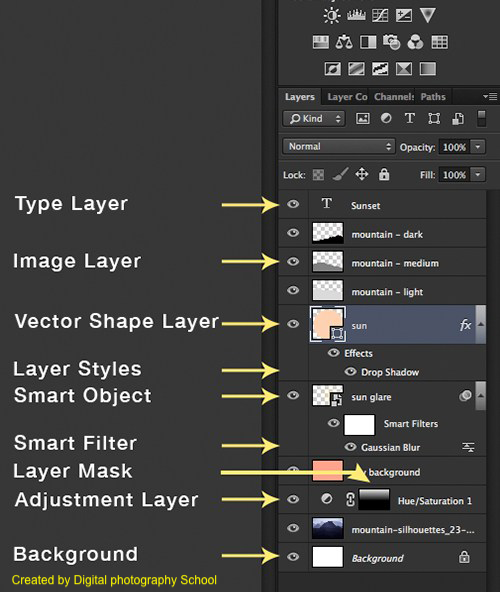 Layers Layer Co Channel: Paths
Kind T
Normal Opacity: 100%
Lock: Fill: 100%
Type Layer T Sunset
mountain - dark
Image Layer mountain - medium
mountain - light
Vector Shape Layer sun fx
Effects
Layer Styles Drop Shadow
Smart Object sun glare
Smart Filters
Smart Filter Gaussian Blur
Layer Mask background
Adjustment Layer Hue/Saturation 1
mountain-silhouettes_23-...
Background Background
Created by Digital photography School